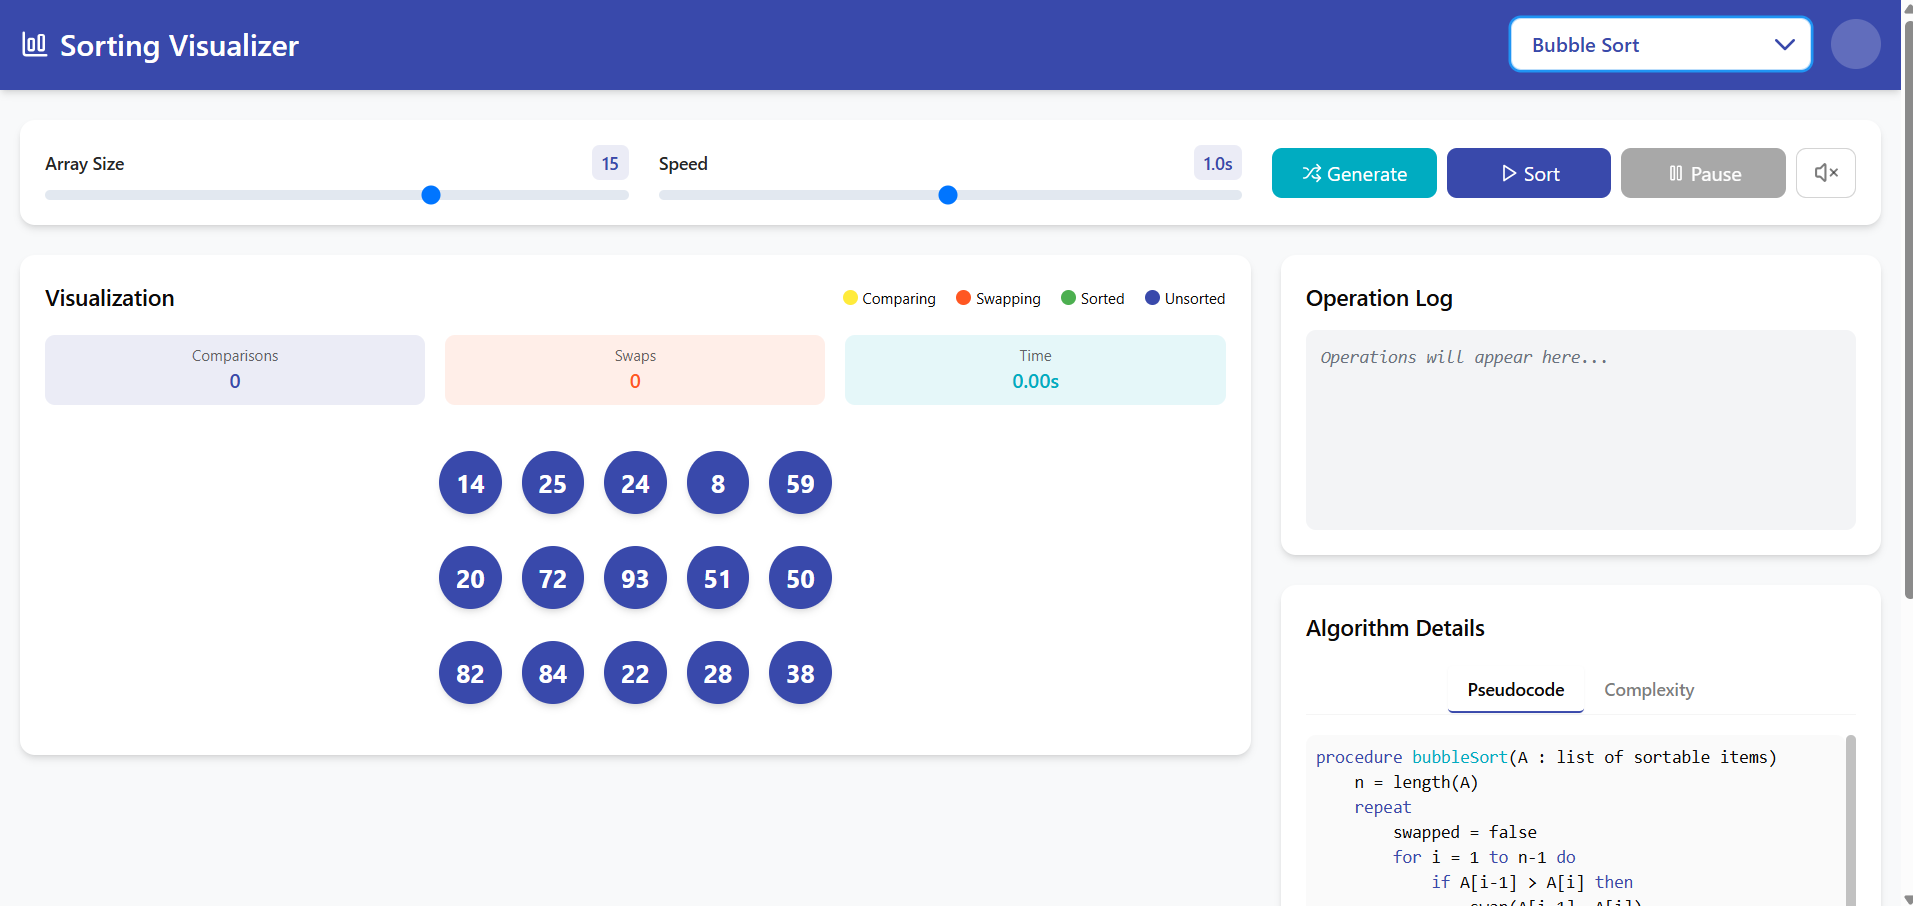 Sorting Visualizer
Bubble Sort
Array Size
15
Speed
1.0s
Generate
Sort
Pause
Visualization
Comparing
Swapping
Sorted
Unsorted
Comparisons
0
Swaps
0
Time
0.00s
14 25 24 8 59
20 72 93 51 50
82 84 22 28 38
Operation Log
Operations will appear here...
Algorithm Details
Pseudocode
Complexity
procedure bubbleSort(A : list of sortable items)
    n = length(A)
    repeat
        swapped = false
        for i = 1 to n-1 do
            if A[i-1] > A[i] then
                swap(A[i-1], A[i])